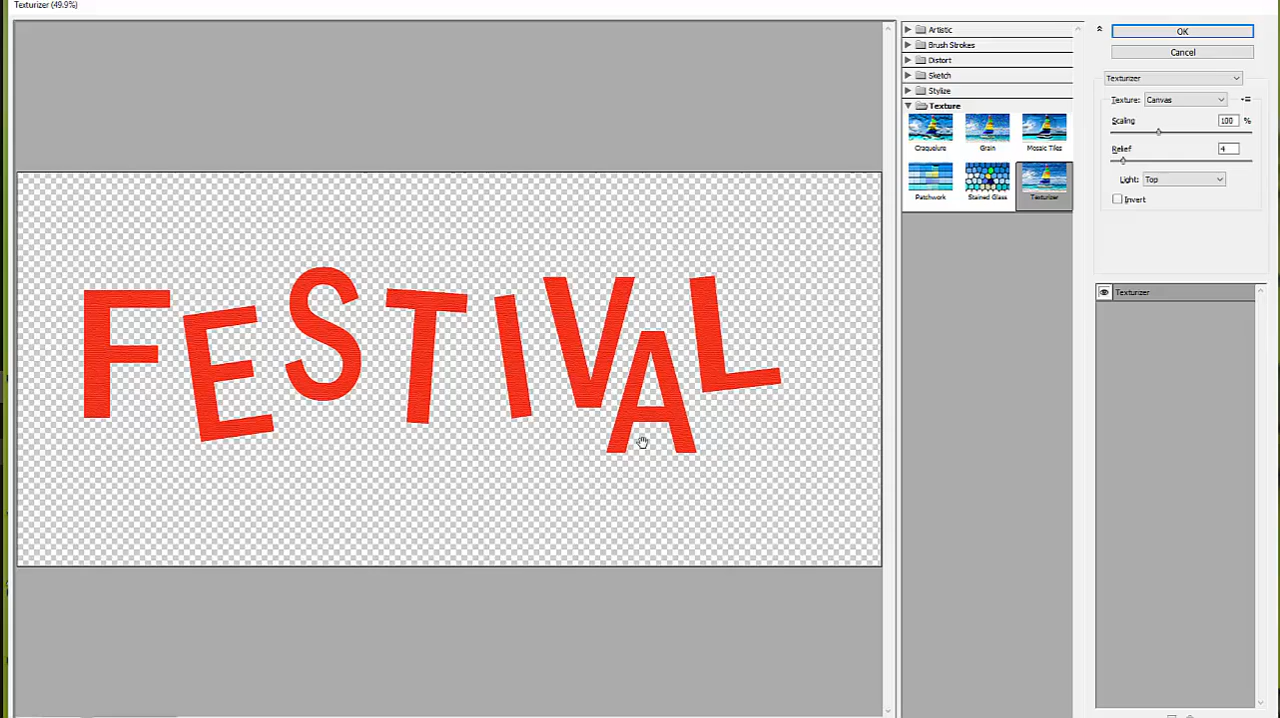 Texturizer (49.9%)
FESTIVAL
Artistic
Brush Strokes
Distort
Sketch
Stylize
Texture
Craquelure Grain Mosaic Tiles
Patchwork Stained Glass Texturizer
OK
Cancel
Texturizer
Texture: Canvas
Scaling 100 %
Relief 4
Light: Top
Invert
Texturizer